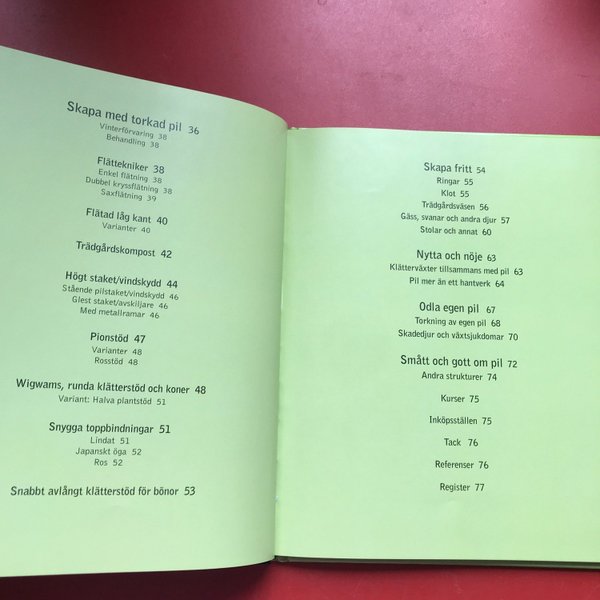 Skapa med torkad pil 36
Vinterförvaring 38
Behandling 38
Flättekniker 38
Enkel flätning 38
Dubbel kryssflätning 38
Saxflätning 39
Flätad låg kant 40
Varianter 40
Trädgårdskompost 42
Högt staket/vindskydd 44
Stående pilstaket/vindskydd 46
Glest staket/avskiljare 46
Med metallramar 46
Pionstöd 47
Varianter 48
Rosstöd 48
Wigwams, runda klätterstöd och koner 48
Variant: Halva plantstöd 51
Snygga toppbindningar 51
Lindat 51
Japanskt öga 52
Ros 52
Snabbt avlångt klätterstöd för bönor 53
Skapa fritt 54
Ringar 55
Klot 55
Trädgårdsväsen 56
Gäss, svanar och andra djur 57
Stolar och annat 60
Nytta och nöje 63
Klätterväxter tillsammans med pil 63
Pil mer än ett hantverk 64
Odla egen pil 67
Torkning av egen pil 68
Skadedjur och växtsjukdomar 70
Smått och gott om pil 72
Andra strukturer 74
Kurser 75
Inköpsställen 75
Tack 76
Referenser 76
Register 77